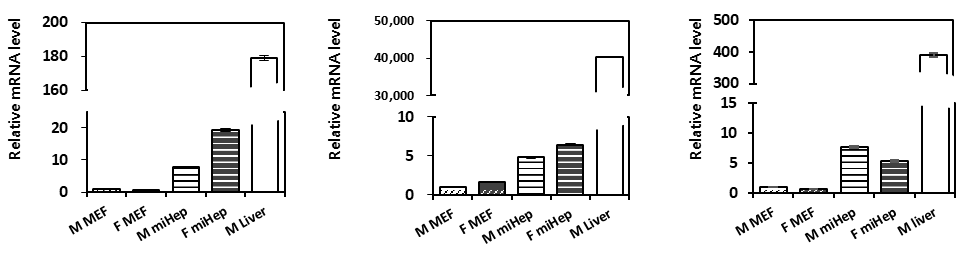 Relative mRNA level
200
180
160
20
10
0
M MEF
F MEF
M miHep
F miHep
M Liver
Relative mRNA level
50,000
40,000
30,000
10
5
0
M MEF
F MEF
M miHep
F miHep
M Liver
Relative mRNA level
500
400
300
15
10
5
0
M MEF
F MEF
M miHep
F miHep
M liver